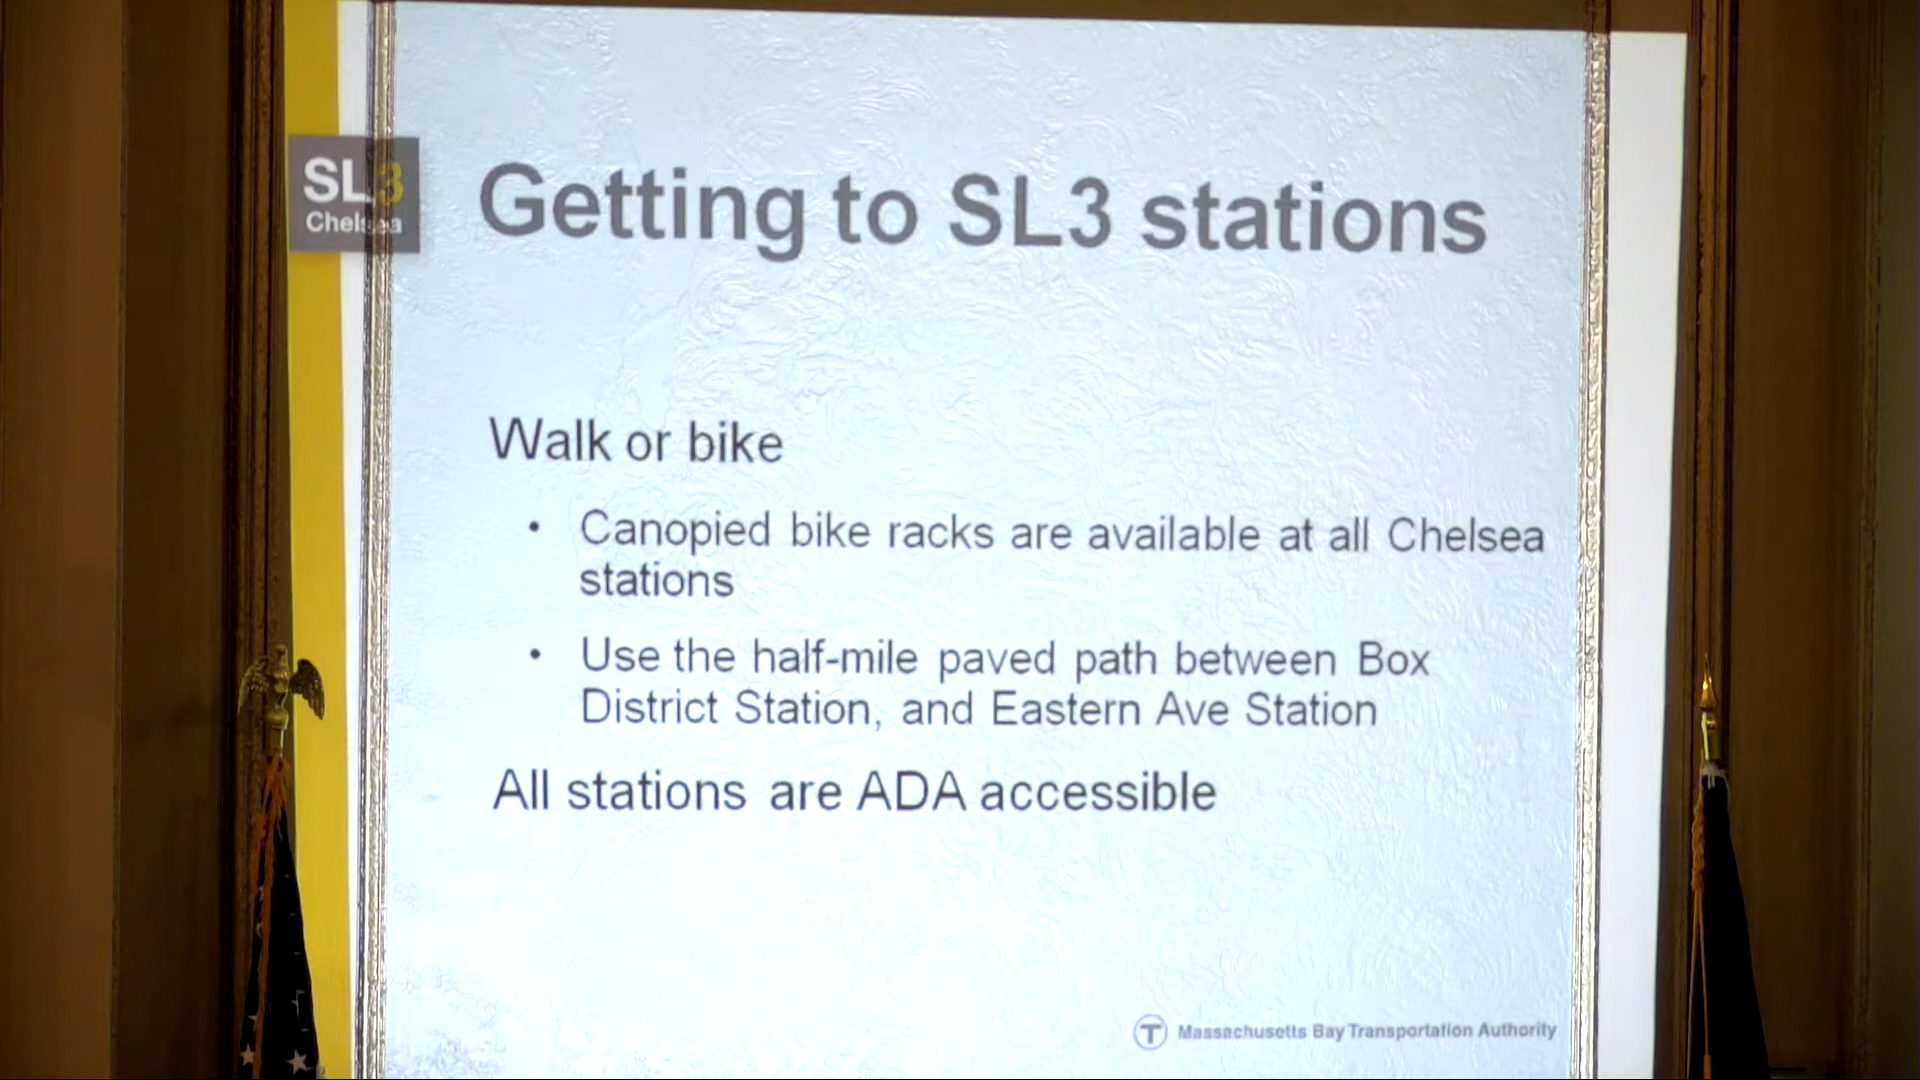 SL3
Chelsea
Getting to SL3 stations
Walk or bike
• Canopied bike racks are available at all Chelsea
stations
• Use the half-mile paved path between Box
District Station, and Eastern Ave Station
All stations are ADA accessible
T Massachusetts Bay Transportation Authority